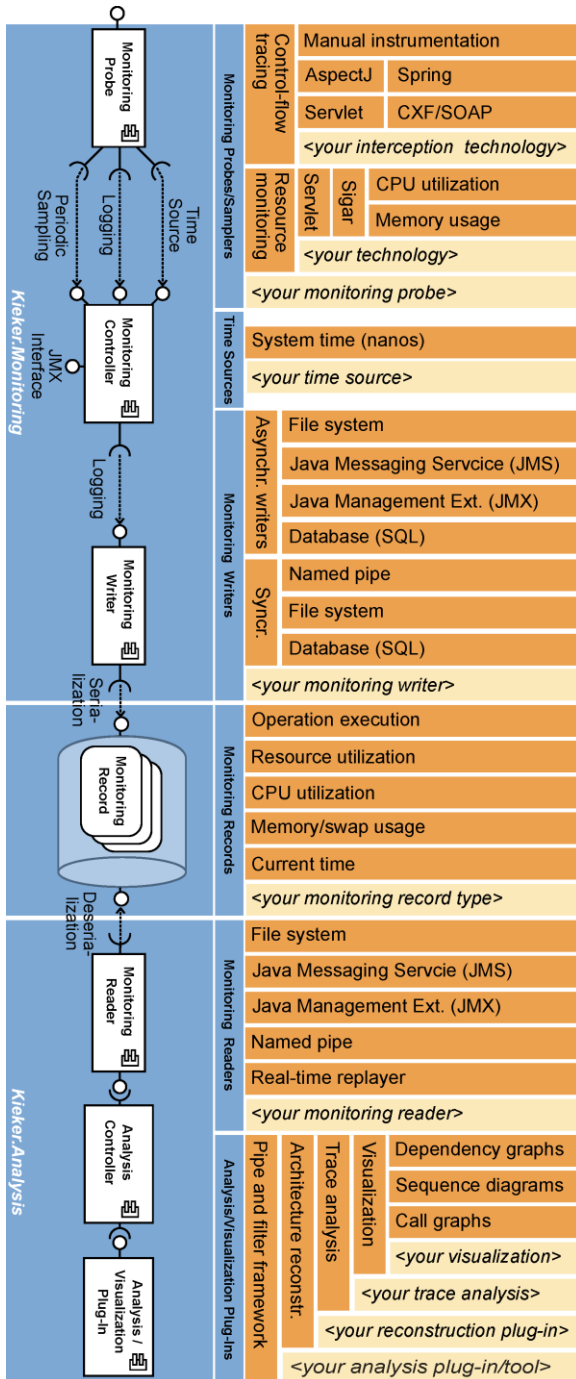 Monitoring
Probe
Time
Source
Logging
Periodic
Sampling
Monitoring
Controller
JMX
Interface
Logging
Monitoring
Writer
Seria-
lization
Kieker.Monitoring
Monitoring
Record
Deseria-
lization
Monitoring
Reader
Analysis
Controller
Analysis /
Visualization
Plug-In
Kieker.Analysis
Monitoring Probes/Samplers
Control-flow
tracing
Manual instrumentation
AspectJ
Spring
Servlet
CXF/SOAP
<your interception technology>
Resource
monitoring
Servlet
Sigar
CPU utilization
Memory usage
<your technology>
<your monitoring probe>
Time Sources
System time (nanos)
<your time source>
Monitoring Writers
Asynchr. writers
File system
Java Messaging Servcice (JMS)
Java Management Ext. (JMX)
Database (SQL)
Syncr.
Named pipe
File system
Database (SQL)
<your monitoring writer>
Monitoring Records
Operation execution
Resource utilization
CPU utilization
Memory/swap usage
Current time
<your monitoring record type>
Monitoring Readers
File system
Java Messaging Servcie (JMS)
Java Management Ext. (JMX)
Named pipe
Real-time replayer
<your monitoring reader>
Analysis/Visualization Plug-Ins
Pipe and filter framework
Architecture reconstr.
Trace analysis
Visualization
Dependency graphs
Sequence diagrams
Call graphs
<your visualization>
<your trace analysis>
<your reconstruction plug-in>
<your analysis plug-in/tool>